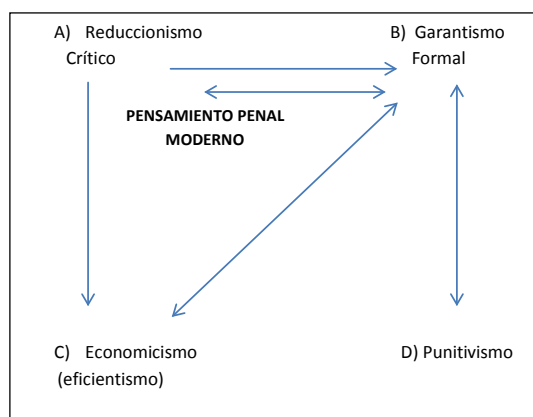 A) Reduccionismo
Crítico
B) Garantismo
Formal
PENSAMIENTO PENAL
MODERNO
C) Economicismo
(eficientismo)
D) Punitivismo